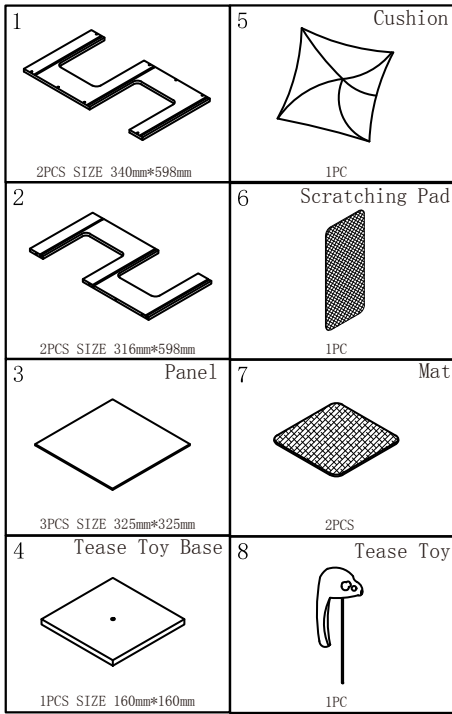 1
2PCS SIZE 340mm*598mm
2
2PCS SIZE 316mm*598mm
3 Panel
3PCS SIZE 325mm*325mm
4 Tease Toy Base
1PCS SIZE 160mm*160mm
5 Cushion
1PC
6 Scratching Pad
1PC
7 Mat
2PCS
8 Tease Toy
1PC